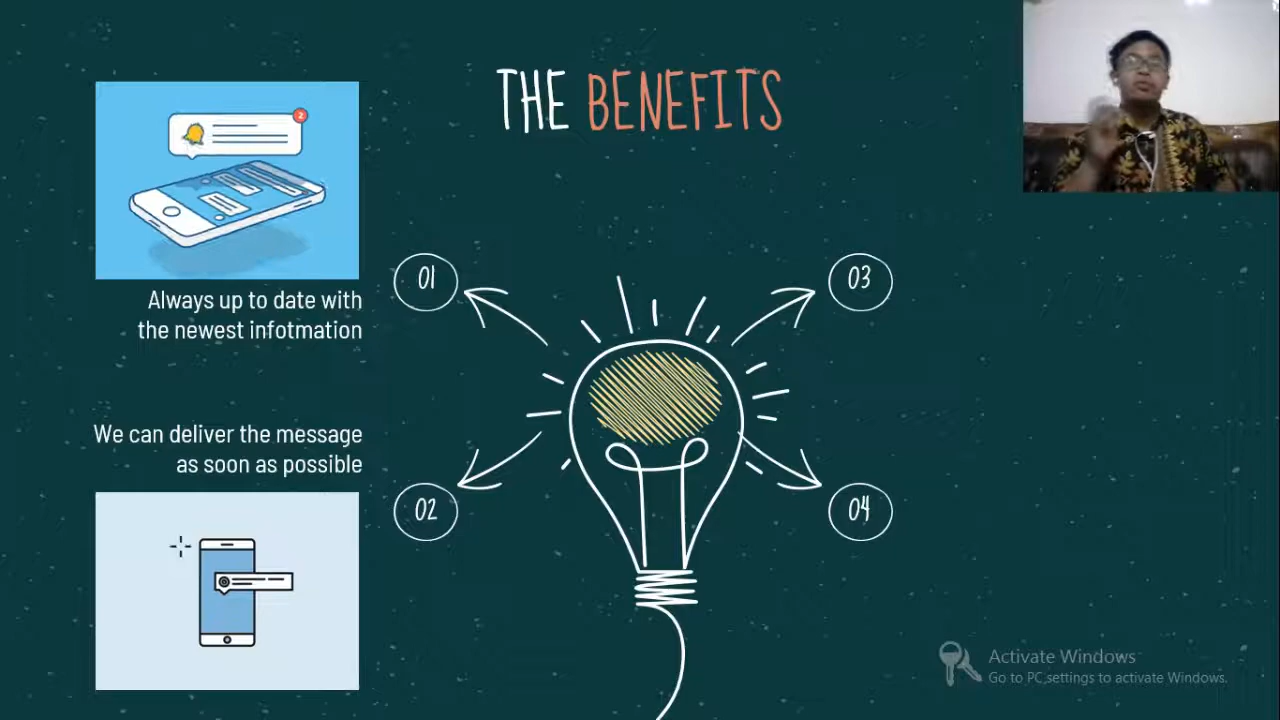 THE BENEFITS
2
01
Always up to date with
the newest infotmation
We can deliver the message
as soon as possible
02
03
04
Activate Windows
Go to PC settings to activate Windows.